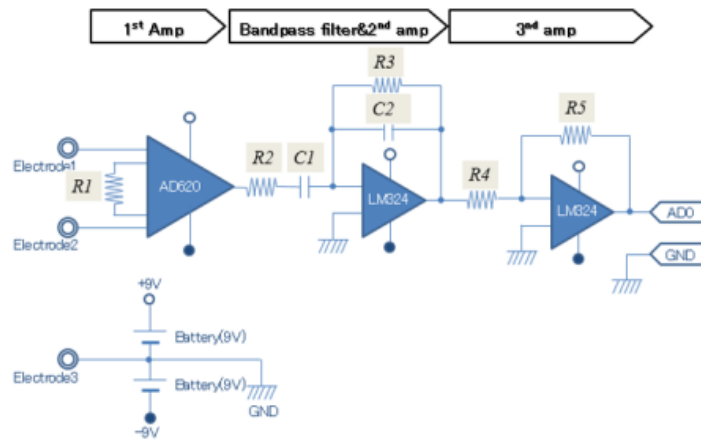 1st Amp
Bandpass filter&2nd amp
3nd amp
R3
C2
R5
Electrode1
R1
AD620
R2
C1
LM324
R4
LM324
AD0
Electrode2
GND
+9V
Battery(9V)
Electrode3
Battery(9V)
GND
-9V